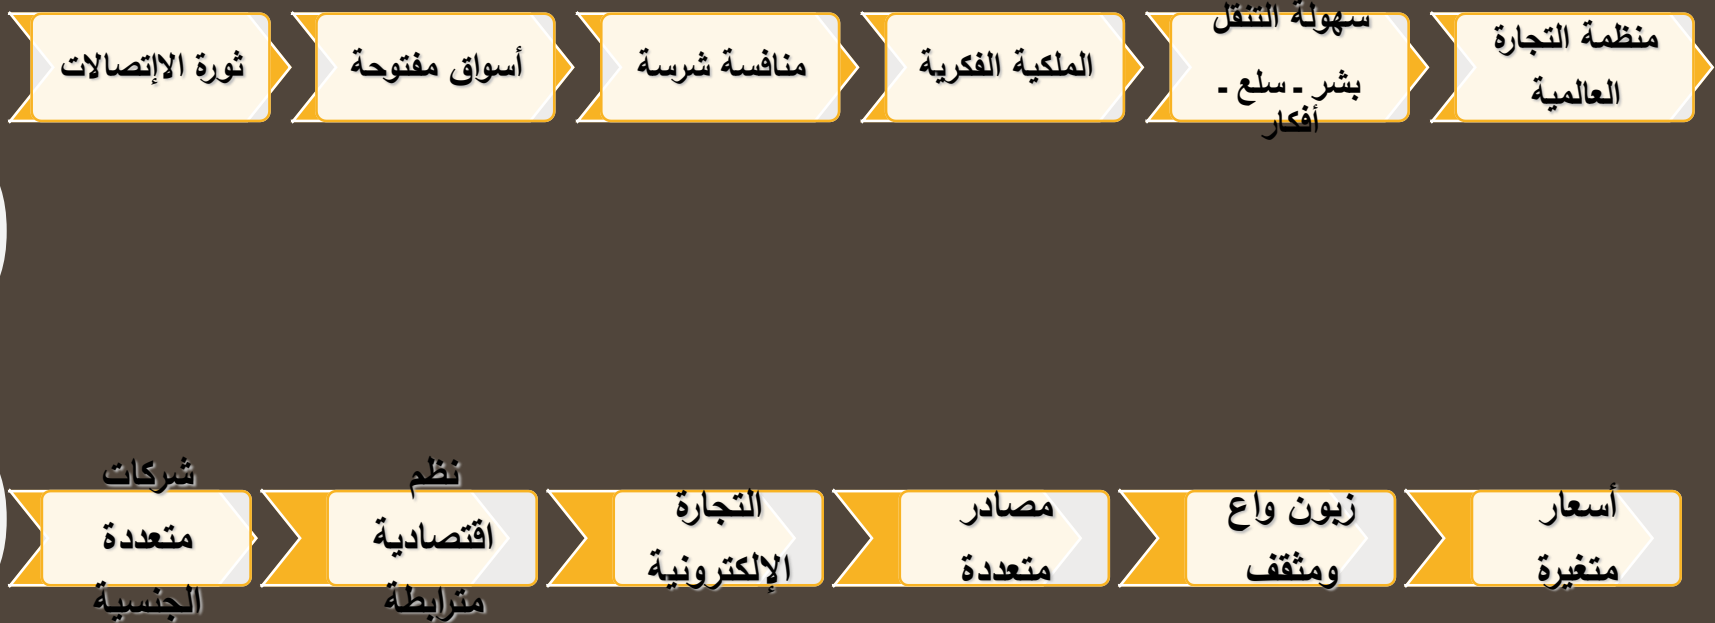 منظمة التجارة
العالمية
سهولة التنقل
بشر ـ سلع ـ
أفكار
الملكية الفكرية
منافسة شرسة
أسواق مفتوحة
ثورة الإتصالات
أسعار
متغيرة
زبون واع
ومثقف
مصادر
متعددة
التجارة
الإلكترونية
نظم
اقتصادية
مترابطة
شركات
متعددة
الجنسية